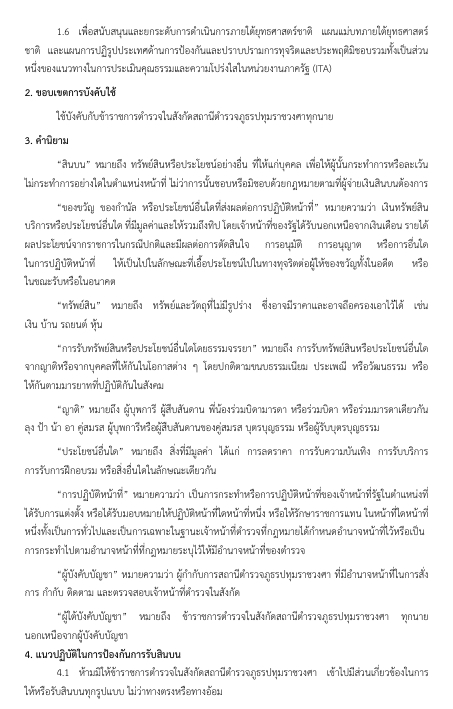 1.6 เพื่อสนับสนุนและยกระดับการดำเนินการภายใต้ยุทธศาสตร์ชาติ แผนแม่บทภายใต้ยุทธศาสตร์
ชาติ และแผนการปฏิรูปประเทศด้านการป้องกันและปราบปรามการทุจริตและประพฤติมิชอบรวมทั้งเป็นส่วน
หนึ่งของแนวทางในการประเมินคุณธรรมและความโปร่งใสในหน่วยงานภาครัฐ (ITA)
2. ขอบเขตการบังคับใช้
ใช้บังคับกับข้าราชการตำรวจในสังกัดสถานีตำรวจภูธรปทุมราชวงศาทุกนาย
3. คำนิยาม
“สินบน” หมายถึง ทรัพย์สินหรือประโยชน์อย่างอื่น ที่ให้แก่บุคคล เพื่อให้ผู้นั้นกระทำการหรือละเว้น
ไม่กระทำการอย่างใดในตำแหน่งหน้าที่ ไม่ว่าการนั้นชอบหรือมิชอบด้วยกฎหมายตามที่ผู้จ่ายเงินสินบนต้องการ
“ของขวัญ ของกำนัล หรือประโยชน์อื่นใดที่ส่งผลต่อการปฏิบัติหน้าที่” หมายความว่า เงินทรัพย์สิน
บริการหรือประโยชน์อื่นใด ที่มีมูลค่าและให้รวมถึงทิป โดยเจ้าหน้าที่ของรัฐได้รับนอกเหนือจากเงินเดือน รายได้
ผลประโยชน์จากราชการในกรณีปกติและมีผลต่อการตัดสินใจ การอนุมัติ การอนุญาต หรือการอื่นใด
ในการปฏิบัติหน้าที่ ให้เป็นไปในลักษณะที่เอื้อประโยชน์ไปในทางทุจริตต่อผู้ให้ของขวัญทั้งในอดีต หรือ
ในขณะรับหรือในอนาคต
“ทรัพย์สิน” หมายถึง ทรัพย์และวัตถุที่ไม่มีรูปร่าง ซึ่งอาจมีราคาและอาจถือครองเอาไว้ได้ เช่น
เงิน บ้าน รถยนต์ หุ้น
“การรับทรัพย์สินหรือประโยชน์อื่นใดโดยธรรมจรรยา” หมายถึง การรับทรัพย์สินหรือประโยชน์อื่นใด
จากญาติหรือจากบุคคลที่ให้กันในโอกาสต่าง ๆ โดยปกติตามขนบธรรมเนียม ประเพณี หรือวัฒนธรรม หรือ
ให้กันตามมารยาทที่ปฏิบัติกันในสังคม
“ญาติ” หมายถึง ผู้บุพการี ผู้สืบสันดาน พี่น้องร่วมบิดามารดา หรือร่วมบิดา หรือร่วมมารดาเดียวกัน
ลุง ป้า น้า อา คู่สมรส ผู้บุพการีหรือผู้สืบสันดานของคู่สมรส บุตรบุญธรรม หรือผู้รับบุตรบุญธรรม
“ประโยชน์อื่นใด” หมายถึง สิ่งที่มีมูลค่า ได้แก่ การลดราคา การรับความบันเทิง การรับบริการ
การรับการฝึกอบรม หรือสิ่งอื่นใดในลักษณะเดียวกัน
“การปฏิบัติหน้าที่” หมายความว่า เป็นการกระทำหรือการปฏิบัติหน้าที่ของเจ้าหน้าที่รัฐในตำแหน่งที่
ได้รับการแต่งตั้ง หรือได้รับมอบหมายให้ปฏิบัติหน้าที่ใดหน้าที่หนึ่ง หรือให้รักษาราชการแทน ในหน้าที่ใดหน้าที่
หนึ่งทั้งเป็นการทั่วไปและเป็นการเฉพาะในฐานะเจ้าหน้าที่ตำรวจที่กฎหมายได้กำหนดอำนาจหน้าที่ไว้หรือเป็น
การกระทำไปตามอำนาจหน้าที่ที่กฎหมายระบุไว้ให้มีอำนาจหน้าที่ของตำรวจ
“ผู้บังคับบัญชา” หมายความว่า ผู้กำกับการสถานีตำรวจภูธรปทุมราชวงศา ที่มีอำนาจหน้าที่ในการสั่ง
การ กำกับ ติดตาม และตรวจสอบเจ้าหน้าที่ตำรวจในสังกัด
“ผู้ใต้บังคับบัญชา” หมายถึง ข้าราชการตำรวจในสังกัดสถานีตำรวจภูธรปทุมราชวงศา ทุกนาย
นอกเหนือจากผู้บังคับบัญชา
4. แนวปฏิบัติในการป้องกันการรับสินบน
4.1 ห้ามมิให้ข้าราชการตำรวจในสังกัดสถานีตำรวจภูธรปทุมราชวงศา เข้าไปมีส่วนเกี่ยวข้องในการ
ให้หรือรับสินบนทุกรูปแบบ ไม่ว่าทางตรงหรือทางอ้อม